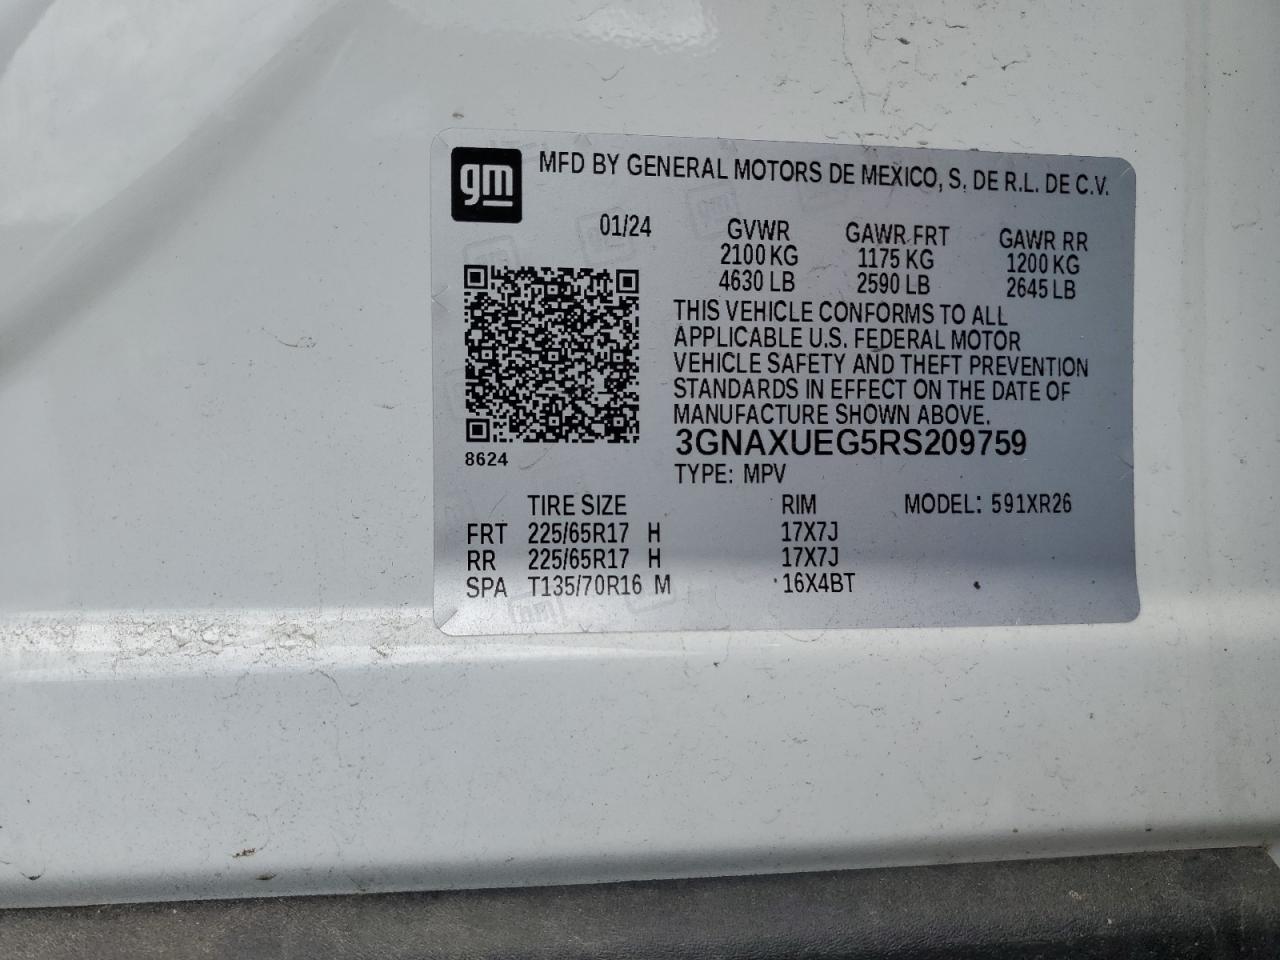 gm
MFD BY GENERAL MOTORS DE MEXICO, S. DE R.L. DE C.V.
01/24 GVWR GAWR FRT GAWR RR
2100 KG 1175 KG 1200 KG
4630 LB 2590 LB 2645 LB
THIS VEHICLE CONFORMS TO ALL
APPLICABLE U.S. FEDERAL MOTOR
VEHICLE SAFETY AND THEFT PREVENTION
STANDARDS IN EFFECT ON THE DATE OF
MANUFACTURE SHOWN ABOVE.
3GNAXUEG5RS209759
8624
TYPE: MPV
TIRE SIZE RIM MODEL: 591XR26
FRT 225/65R17 H 17X7J
RR 225/65R17 H 17X7J
SPA T135/70R16 M 16X4BT